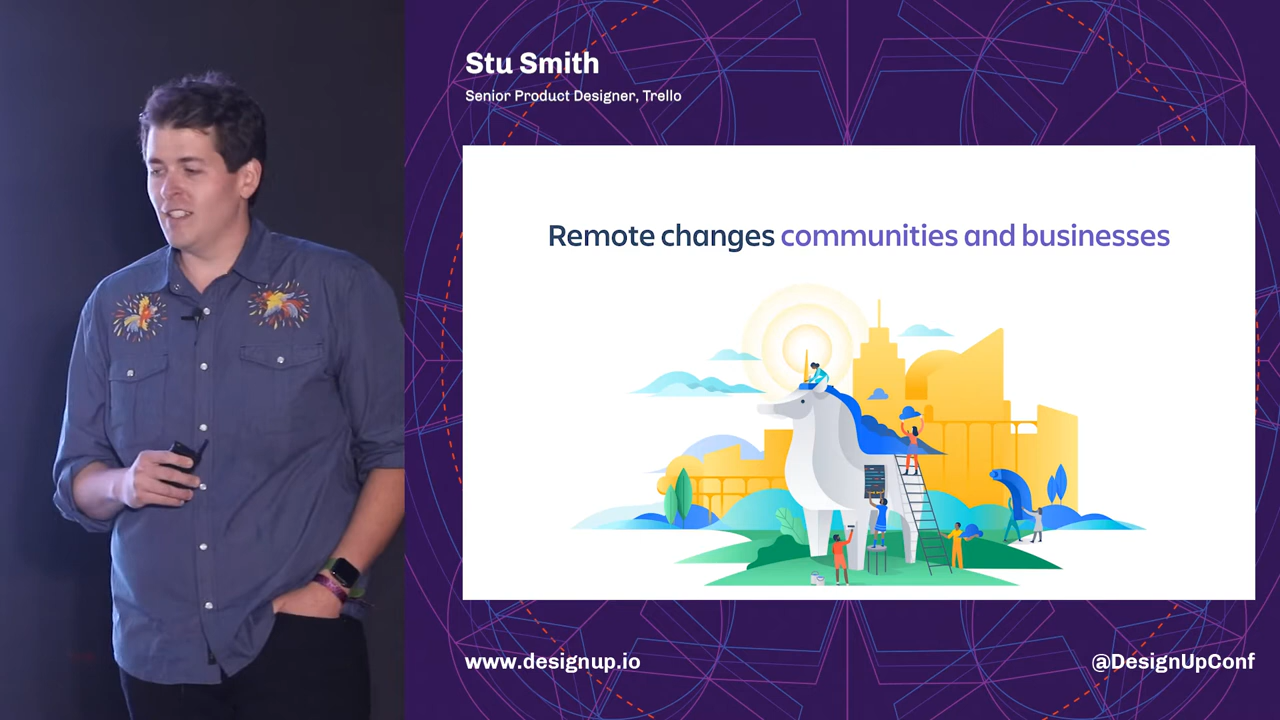 Stu Smith
Senior Product Designer, Trello
Remote changes communities and businesses
www.designup.io
@DesignUpConf